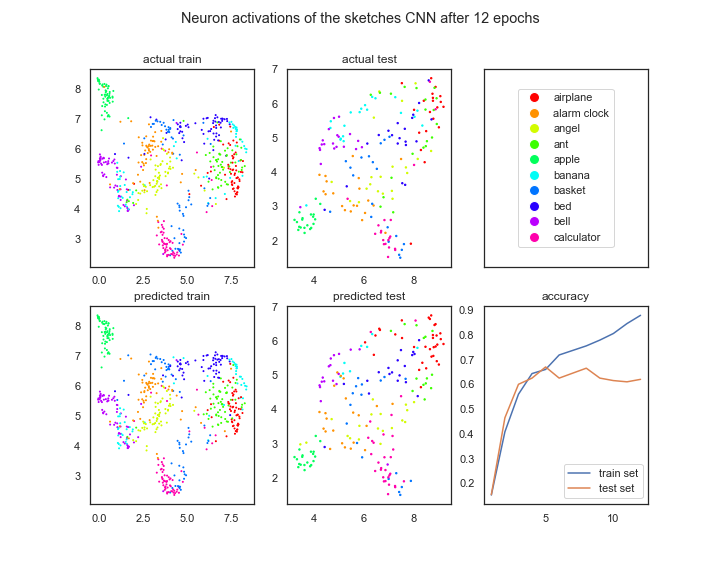 Neuron activations of the sketches CNN after 12 epochs
actual train
actual test
8
7
6
5
4
3
0.0 2.5 5.0 7.5
7
6
5
4
3
2
4 6 8
airplane
alarm clock
angel
ant
apple
banana
basket
bed
bell
calculator
predicted train
predicted test
accuracy
8
7
6
5
4
3
0.0 2.5 5.0 7.5
7
6
5
4
3
2
4 6 8
0.9
0.8
0.7
0.6
0.5
0.4
0.3
0.2
5 10
train set
test set